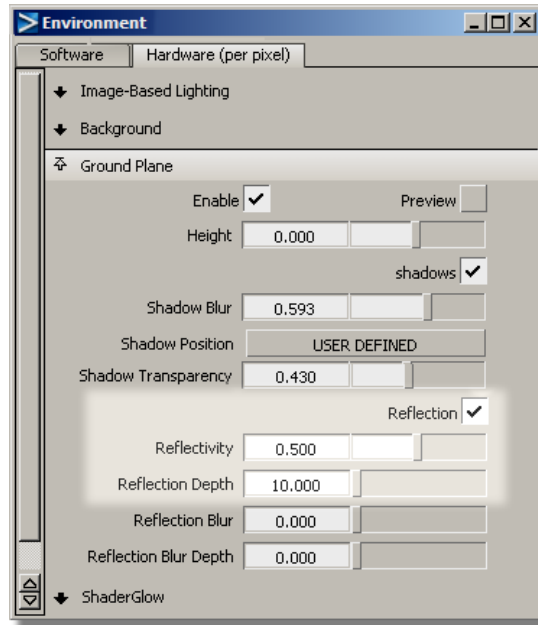 Environment
Software Hardware (per pixel)
Image-Based Lighting
Background
Ground Plane
Enable Preview
Height 0.000
shadows
Shadow Blur 0.593
Shadow Position USER DEFINED
Shadow Transparency 0.430
Reflection
Reflectivity 0.500
Reflection Depth 10.000
Reflection Blur 0.000
Reflection Blur Depth 0.000
ShaderGlow